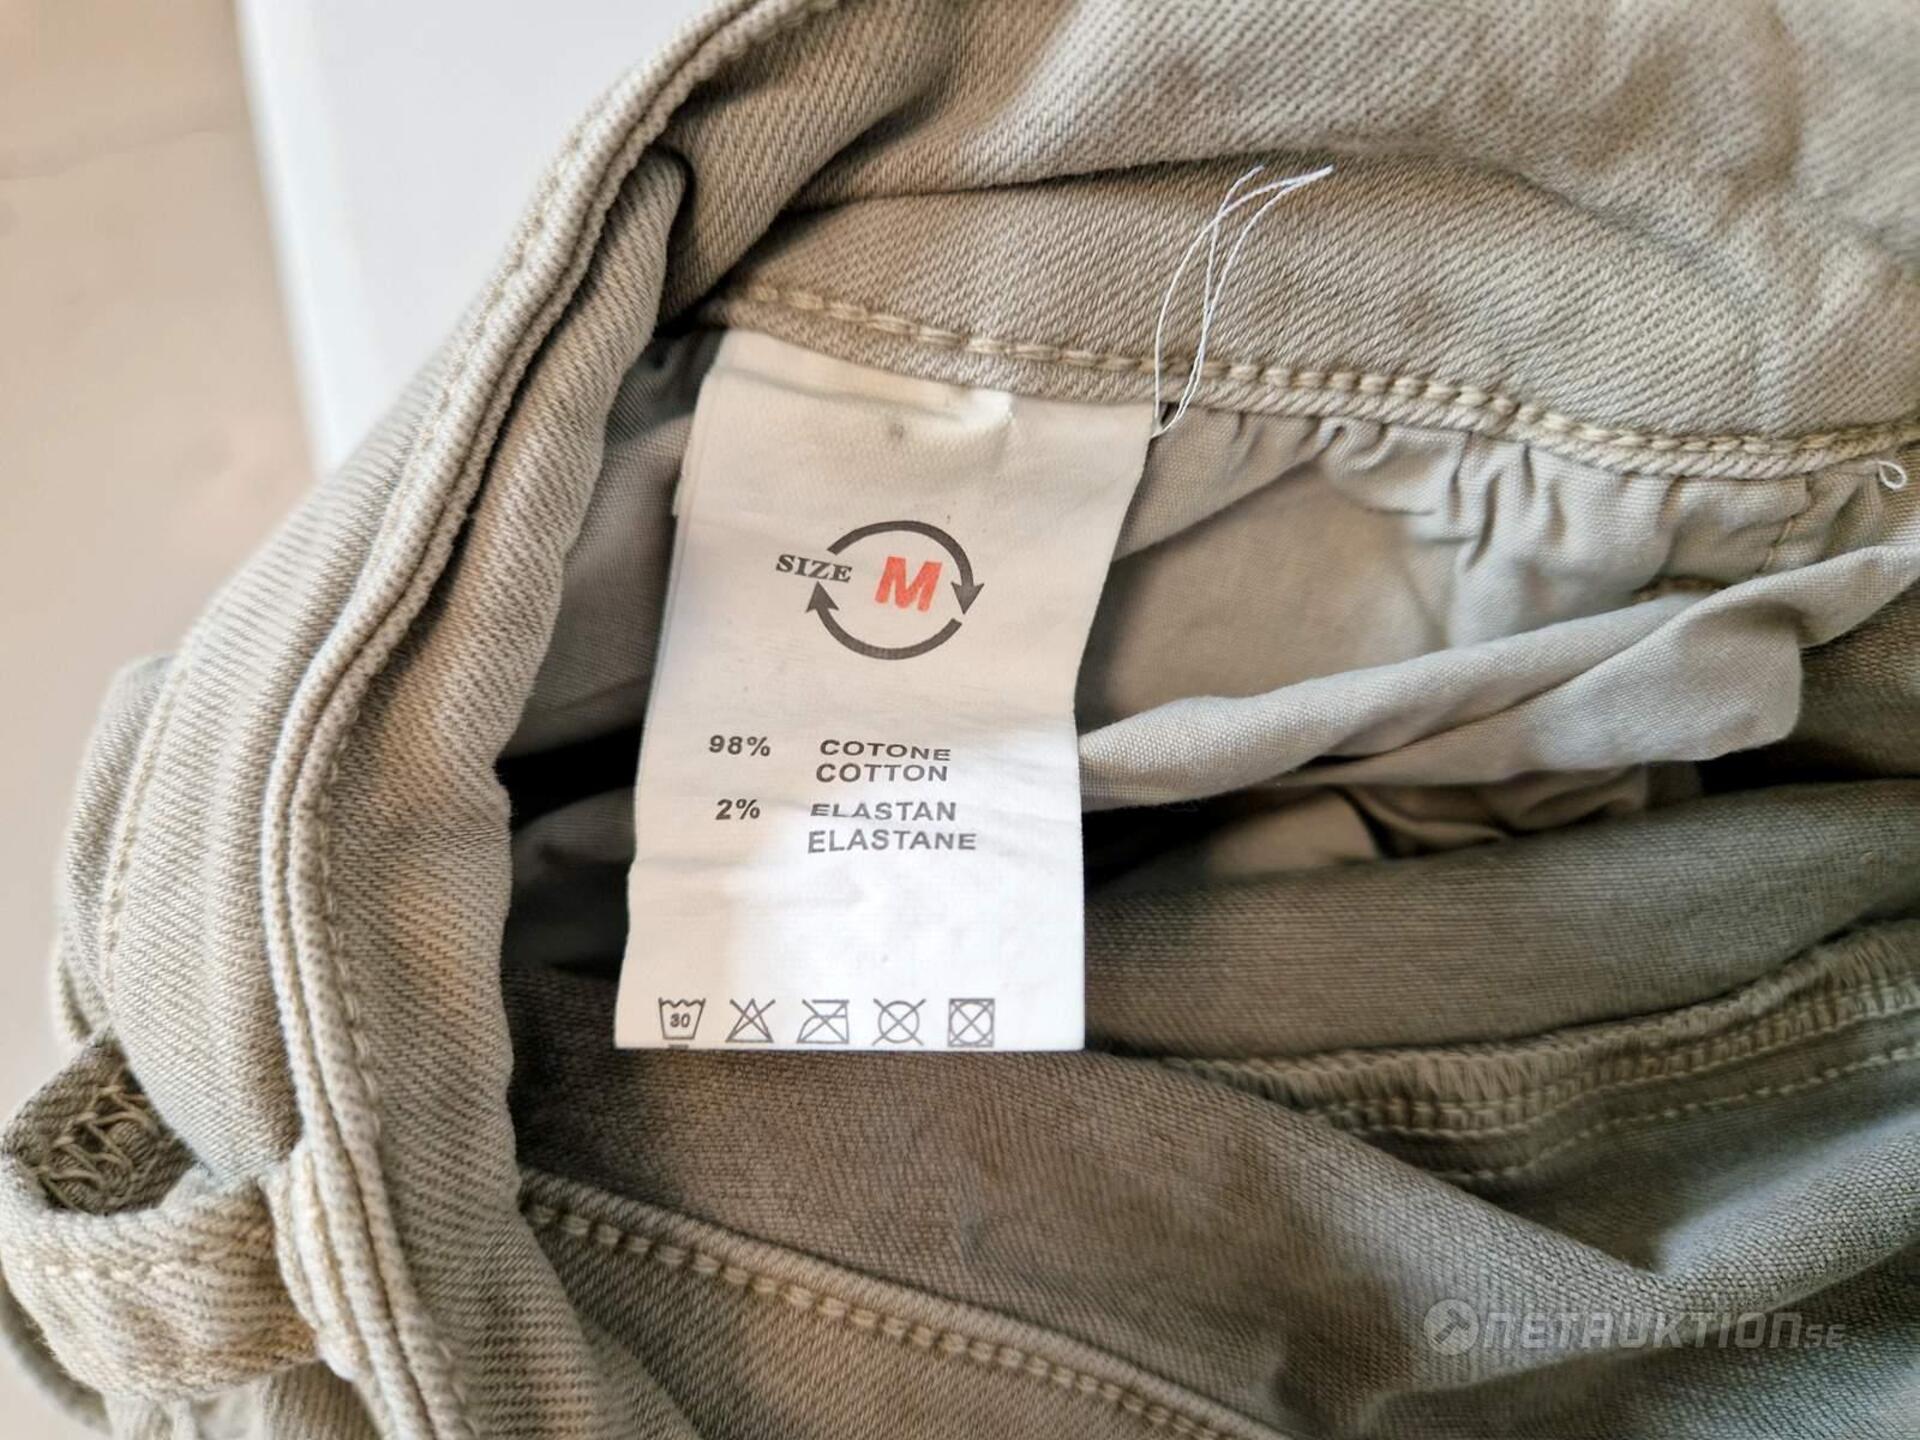 SIZE M
98% COTONE
COTTON
2% ELASTAN
ELASTANE
30
NETAUKTION.SE